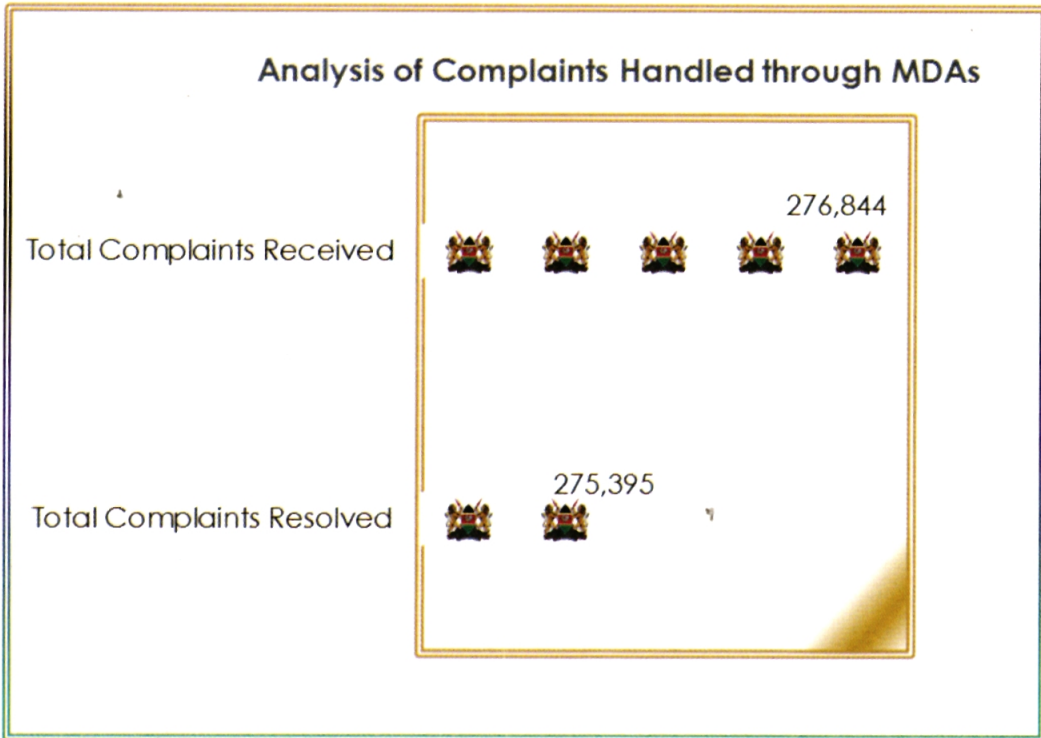 Analysis of Complaints Handled through MDAs
276,844
Total Complaints Received
275,395
Total Complaints Resolved